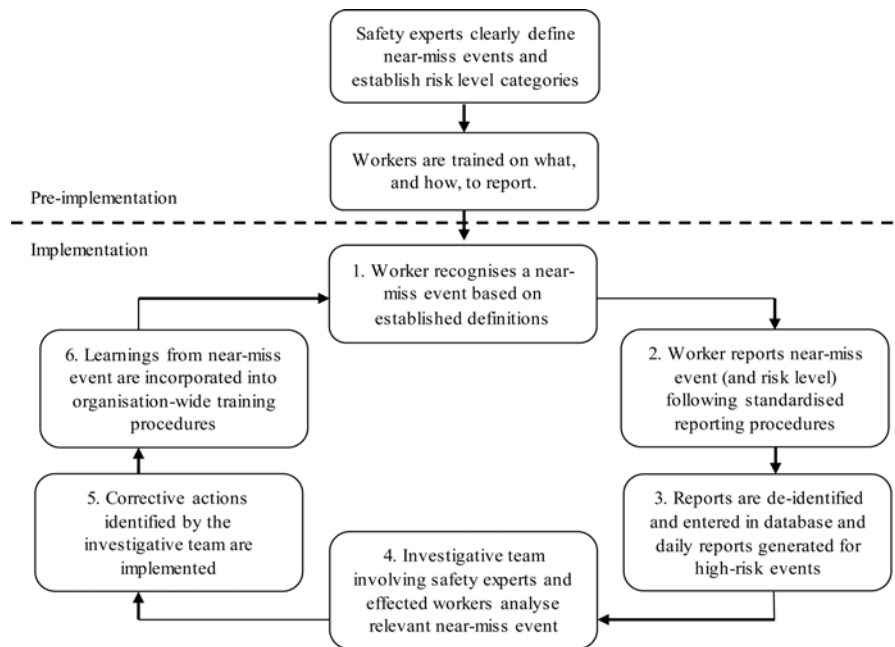 Safety experts clearly define
near-miss events and
establish risk level categories
Workers are trained on what,
and how, to report.
Pre-implementation
Implementation
1. Worker recognises a near-
miss event based on
established definitions
2. Worker reports near-miss
event (and risk level)
following standardised
reporting procedures
3. Reports are de-identified
and entered in database and
daily reports generated for
high-risk events
4. Investigative team
involving safety experts and
effected workers analyse
relevant near-miss event
5. Corrective actions
identified by the
investigative team are
implemented
6. Learnings from near-miss
event are incorporated into
organisation-wide training
procedures